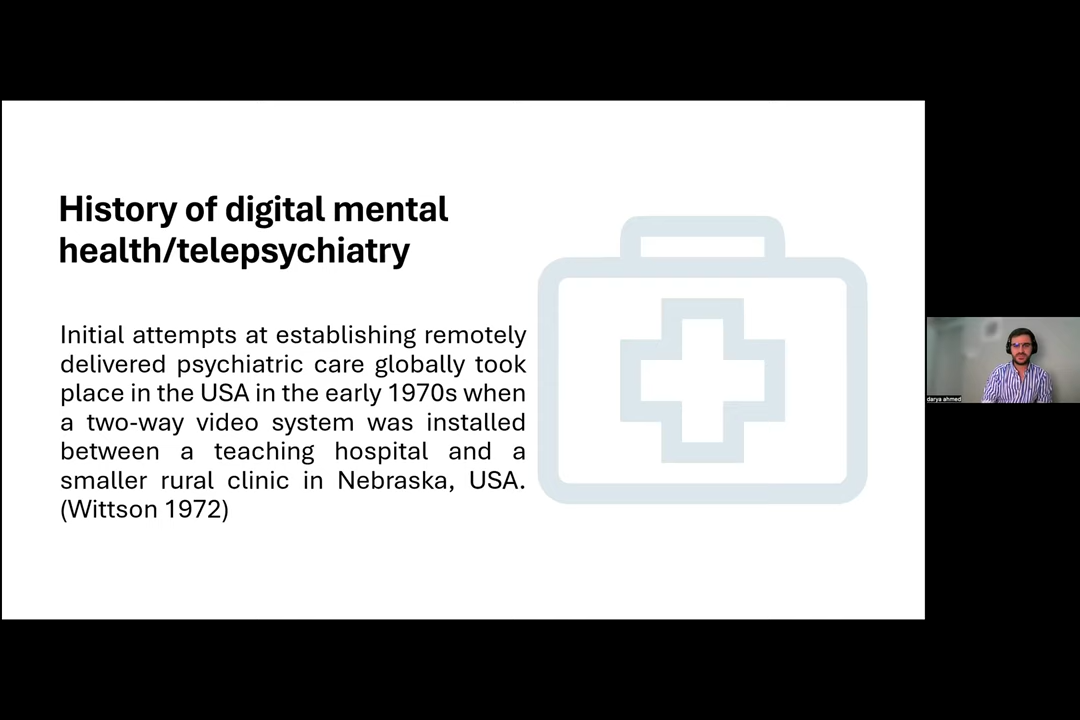 History of digital mental
health/telepsychiatry
Initial attempts at establishing remotely
delivered psychiatric care globally took
place in the USA in the early 1970s when
a two-way video system was installed
between a teaching hospital and a
smaller rural clinic in Nebraska, USA.
(Wittson 1972)
darya ahmed